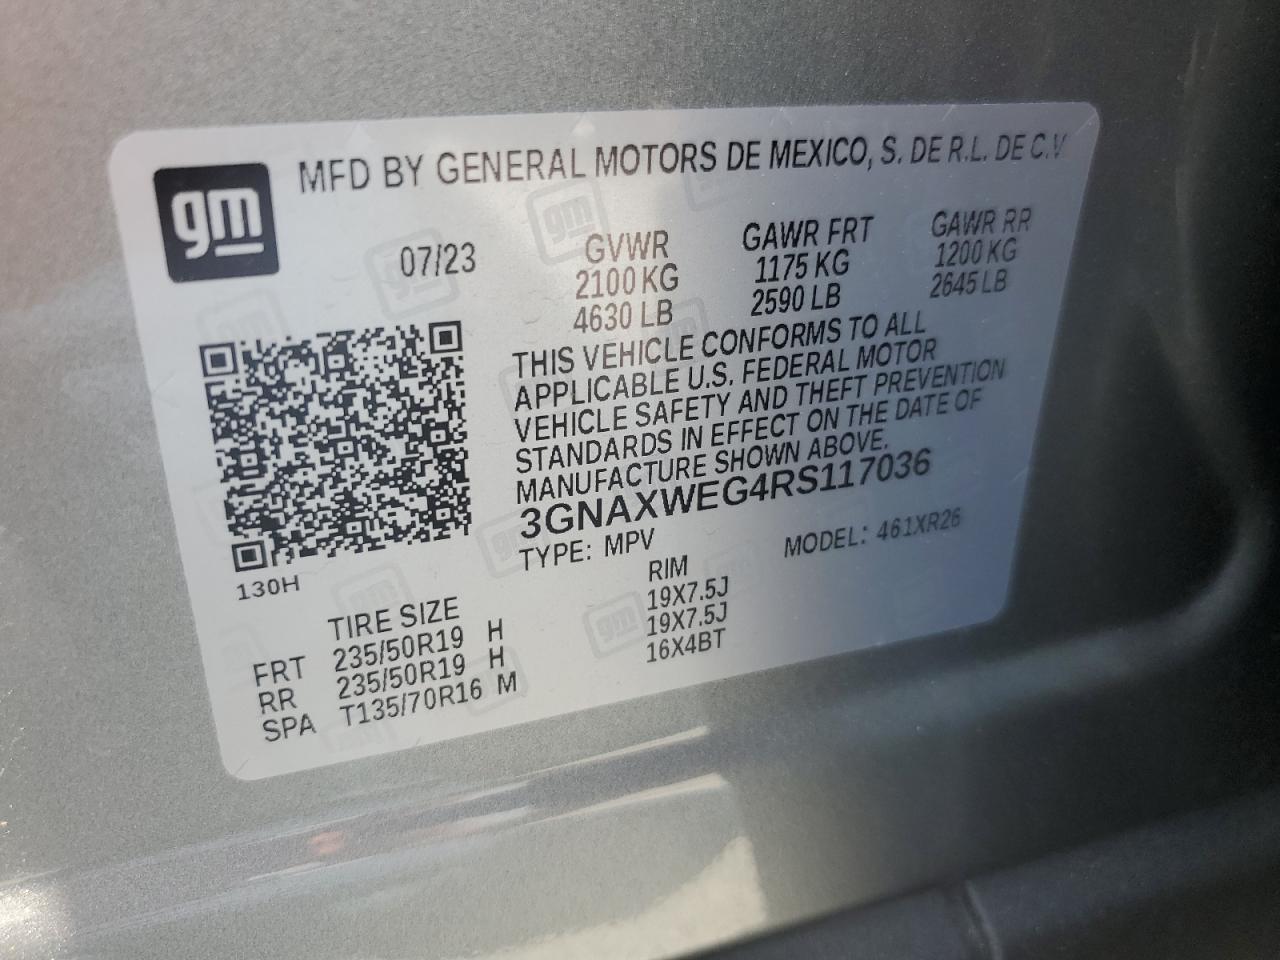 gm
MFD BY GENERAL MOTORS DE MEXICO, S. DE R.L. DE C.V
07/23
GVWR
2100 KG
4630 LB
GAWR FRT
1175 KG
2590 LB
GAWR RR
1200 KG
2645 LB
THIS VEHICLE CONFORMS TO ALL
APPLICABLE U.S. FEDERAL MOTOR
VEHICLE SAFETY AND THEFT PREVENTION
STANDARDS IN EFFECT ON THE DATE OF
MANUFACTURE SHOWN ABOVE.
3GNAXWEG4RS117036
TYPE: MPV MODEL: 461XR26
130H
TIRE SIZE RIM
FRT 235/50R19 H 19X7.5J
RR 235/50R19 H 19X7.5J
SPA T135/70R16 M 16X4BT